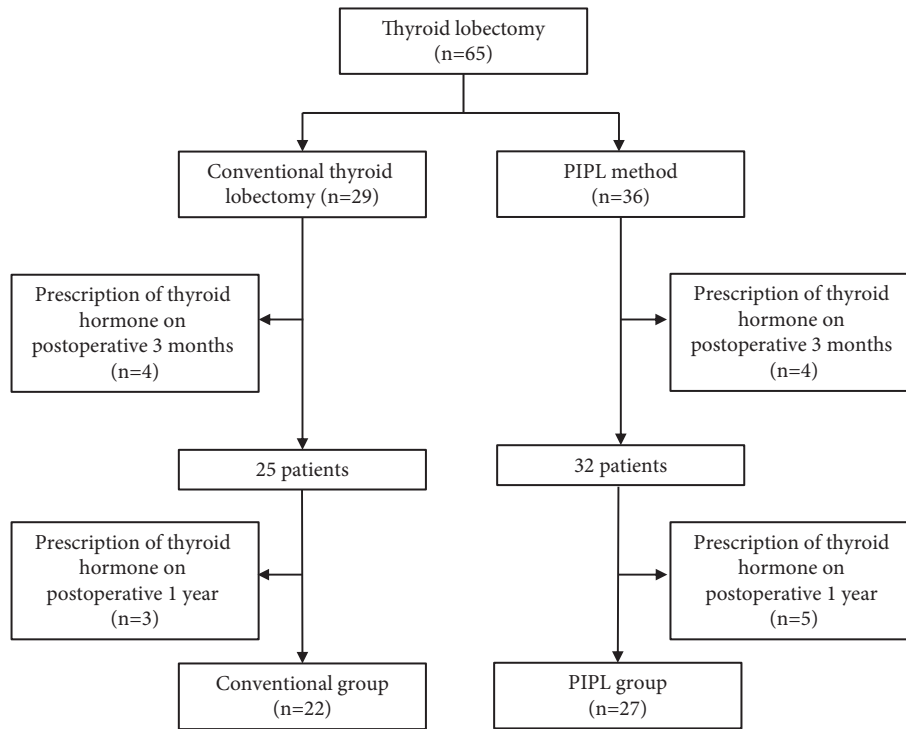 Thyroid lobectomy
(n=65)
Conventional thyroid
lobectomy (n=29)
PIPL method
(n=36)
Prescription of thyroid
hormone on
postoperative 3 months
(n=4)
Prescription of thyroid
hormone on
postoperative 3 months
(n=4)
25 patients
32 patients
Prescription of thyroid
hormone on
postoperative 1 year
(n=3)
Prescription of thyroid
hormone on
postoperative 1 year
(n=5)
Conventional group
(n=22)
PIPL group
(n=27)